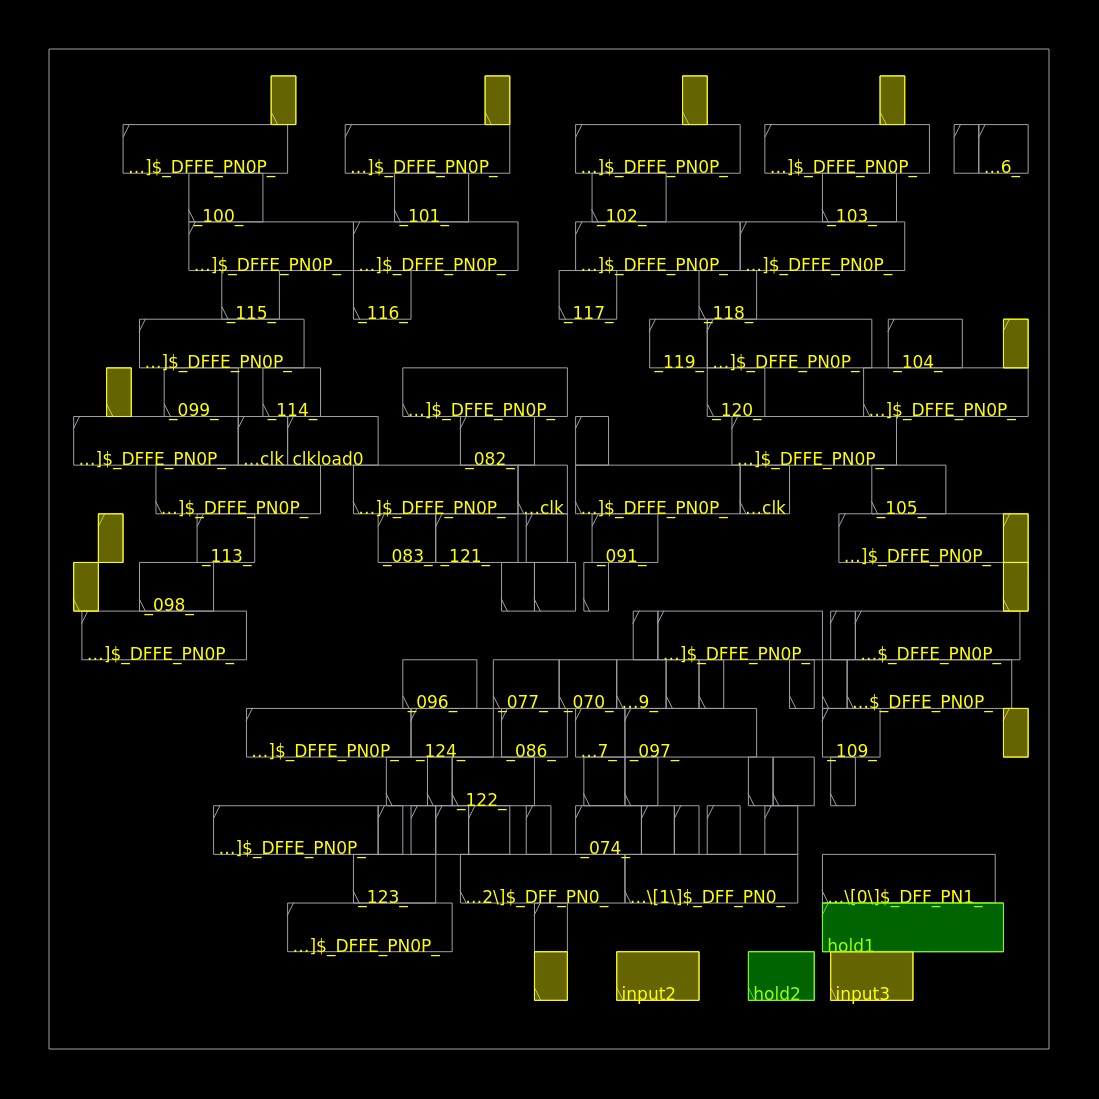 ...]$_DFFE_PN0P_ ...]$_DFFE_PN0P_ ...]$_DFFE_PN0P_ ...]$_DFFE_PN0P_ ...6_
_100_ _101_ _102_ _103_
...]$_DFFE_PN0P_ ...]$_DFFE_PN0P_ ...]$_DFFE_PN0P_ ...]$_DFFE_PN0P_
_115_ _116_ _117_ _118_
...]$_DFFE_PN0P_ _119_ ...]$_DFFE_PN0P_ _104_
_099_ _114_ ...]$_DFFE_PN0P_ _120_ ...]$_DFFE_PN0P_
...]$_DFFE_PN0P_ ...clk clkload0 _082_ ...]$_DFFE_PN0P_
...]$_DFFE_PN0P_ ...]$_DFFE_PN0P_ ...clk ...]$_DFFE_PN0P_ ...clk _105_
_113_ _083_ _121_ _091_ ...]$_DFFE_PN0P_
_098_
...]$_DFFE_PN0P_ ...]$_DFFE_PN0P_ ...]$_DFFE_PN0P_
_096_ _077_ _070_ ...9_ ...]$_DFFE_PN0P_
...]$_DFFE_PN0P_ _124_ _086_ ...7_ _097_ _109_
_122_
...]$_DFFE_PN0P_ _074_
_123_ ...2\]$_DFF_PN0_ ...\[1\]$_DFF_PN0_ ...\[0\]$_DFF_PN1_
...]$_DFFE_PN0P_ hold1
input2 hold2 input3